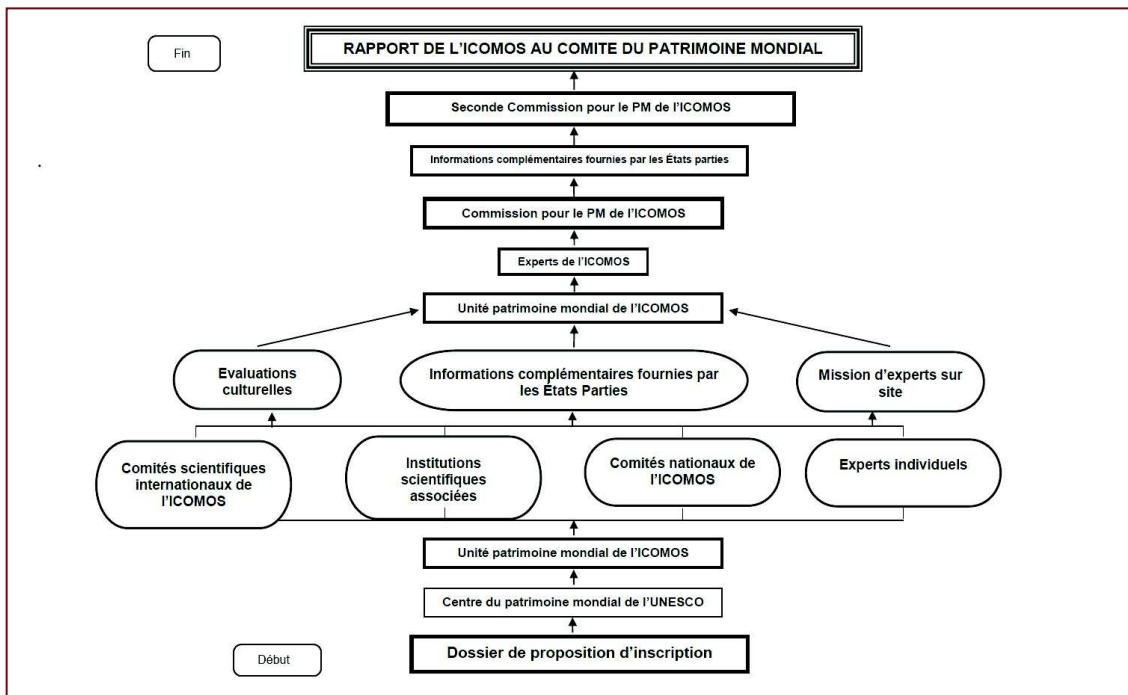 Fin
RAPPORT DE L'ICOMOS AU COMITE DU PATRIMOINE MONDIAL
Seconde Commission pour le PM de l'ICOMOS
Informations complémentaires fournies par les États parties
Commission pour le PM de l'ICOMOS
Experts de l'ICOMOS
Unité patrimoine mondial de l'ICOMOS
Evaluations
culturelles
Informations complémentaires fournies par
les États Parties
Mission d'experts sur
site
Comités scientifiques
internationaux de
l'ICOMOS
Institutions
scientifiques
associées
Comités nationaux de
l'ICOMOS
Experts individuels
Unité patrimoine mondial de l'ICOMOS
Centre du patrimoine mondial de l'UNESCO
Dossier de proposition d'inscription
Début